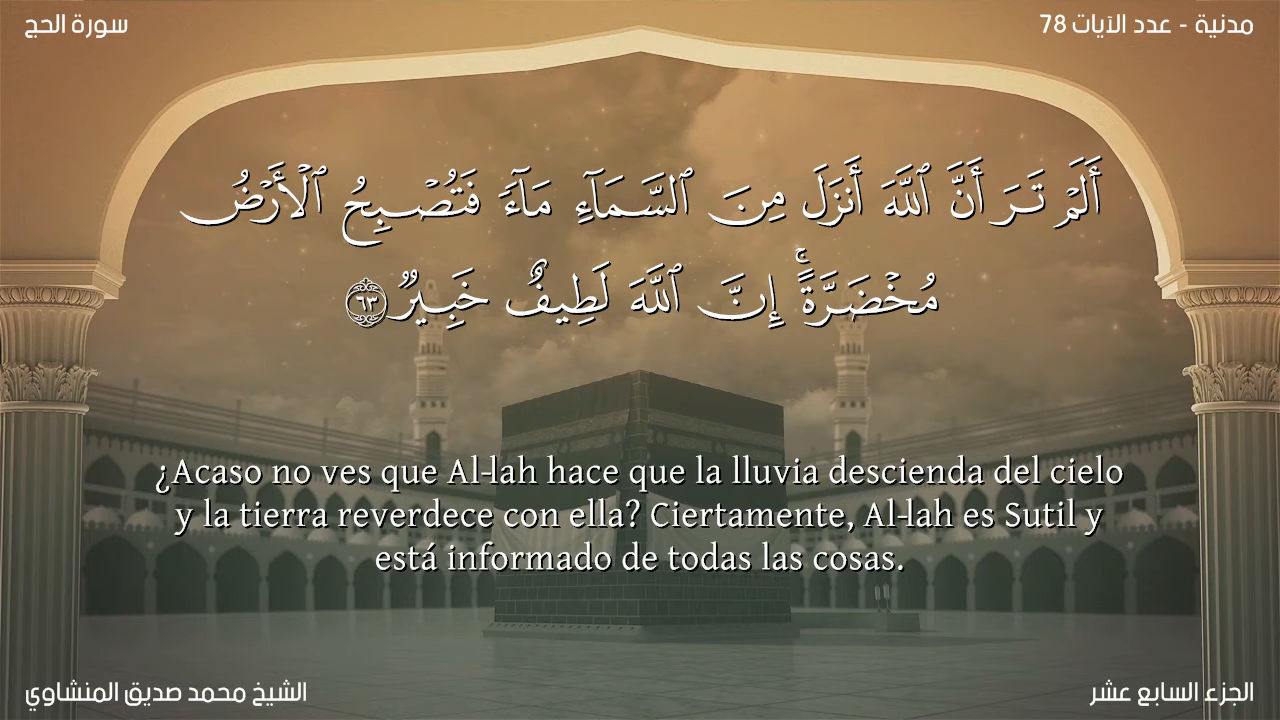 سورة الحج
مدنية - عدد الآيات 78
أَلَمْ تَرَ أَنَّ ٱللَّهَ أَنزَلَ مِنَ ٱلسَّمَآءِ مَآءً فَتُصْبِحُ ٱلْأَرْضُ
مُخْضَرَّةً ۗ إِنَّ ٱللَّهَ لَطِيفٌ خَبِيرٌ ٦٣
¿Acaso no ves que Al-lah hace que la lluvia descienda del cielo
y la tierra reverdece con ella? Ciertamente, Al-lah es Sutil y
está informado de todas las cosas.
الشيخ محمد صديق المنشاوي
الجزء السابع عشر